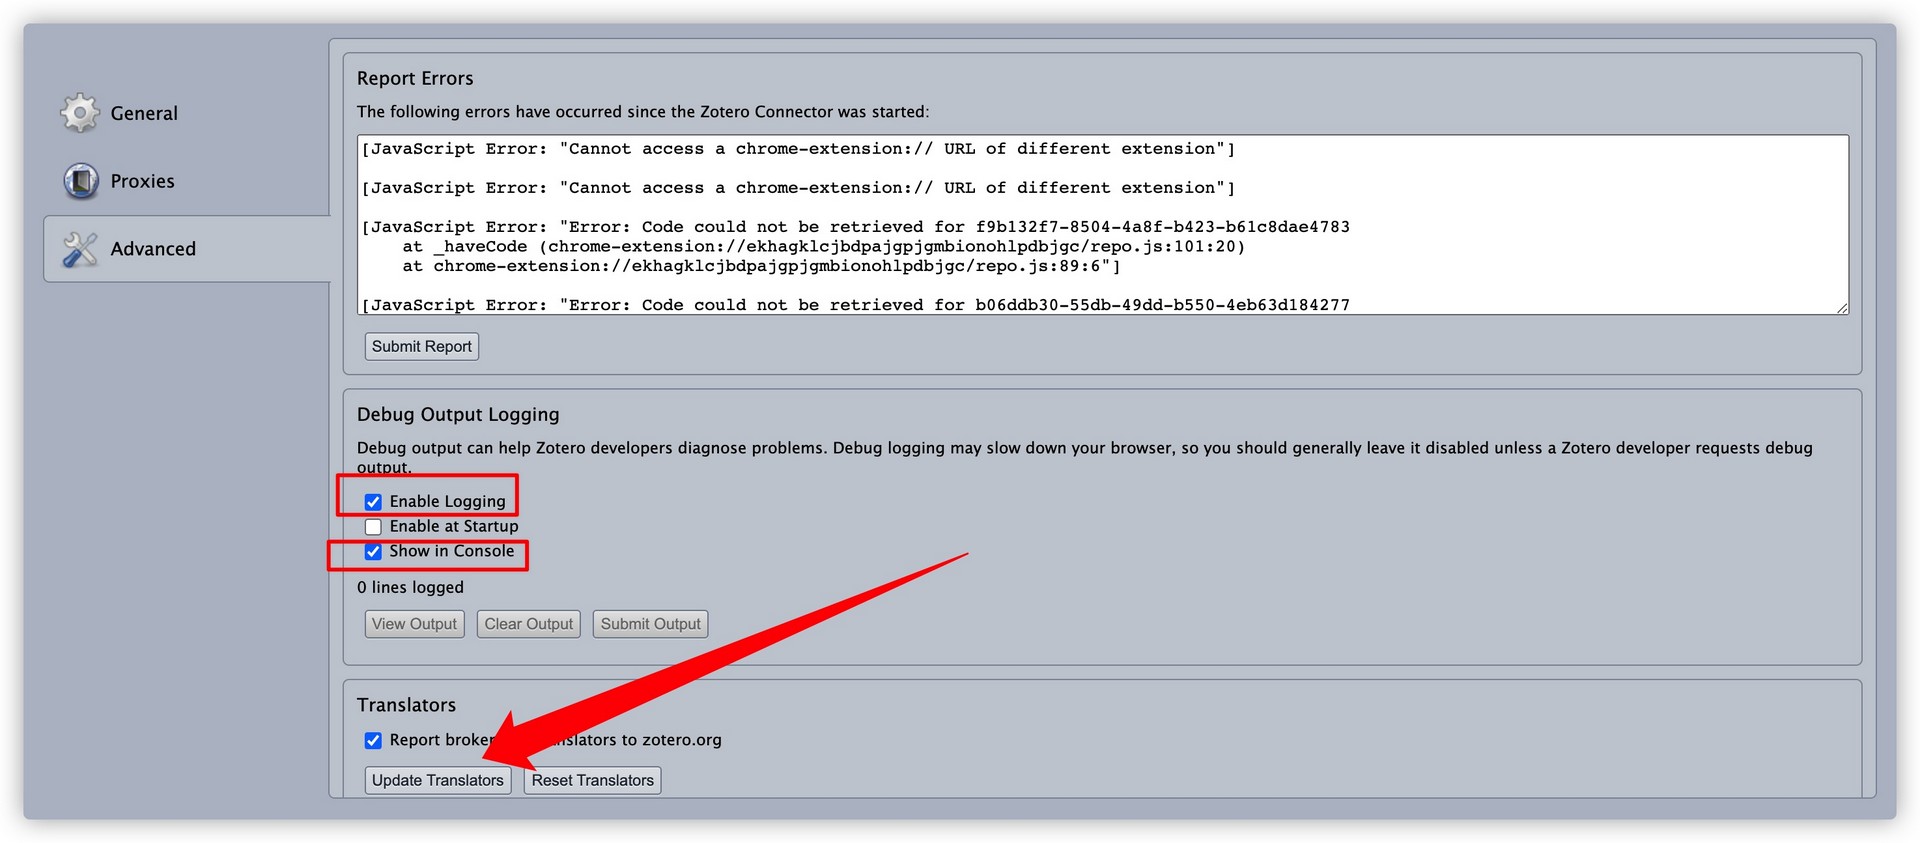 General
Proxies
Advanced
Report Errors
The following errors have occurred since the Zotero Connector was started:
[JavaScript Error: "Cannot access a chrome-extension:// URL of different extension"]
[JavaScript Error: "Cannot access a chrome-extension:// URL of different extension"]
[JavaScript Error: "Error: Code could not be retrieved for f9b132f7-8504-4a8f-b423-b61c8dae4783
at _haveCode (chrome-extension://ekhagklcjbdpajgpjgmbionohlpdbjgc/repo.js:101:20)
at chrome-extension://ekhagklcjbdpajgpjgmbionohlpdbjgc/repo.js:89:6"]
[JavaScript Error: "Error: Code could not be retrieved for b06ddb30-55db-49dd-b550-4eb63d184277
Submit Report
Debug Output Logging
Debug output can help Zotero developers diagnose problems. Debug logging may slow down your browser, so you should generally leave it disabled unless a Zotero developer requests debug
output.
Enable Logging
Enable at Startup
Show in Console
0 lines logged
View Output Clear Output Submit Output
Translators
Report to zotero.org
Update Translators Reset Translators